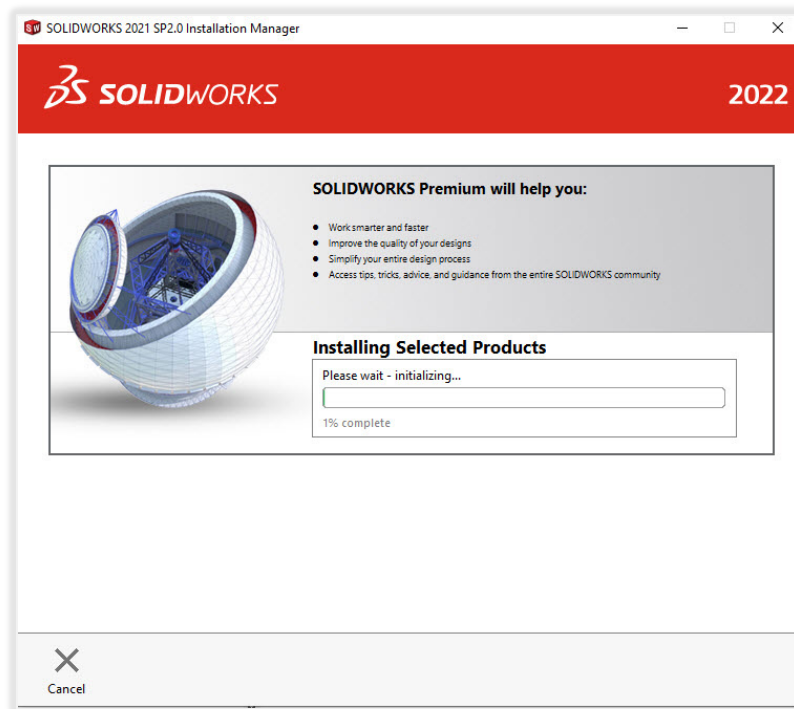 SOLIDWORKS 2021 SP2.0 Installation Manager
SOLIDWORKS
2022
SOLIDWORKS Premium will help you:
Work smarter and faster
Improve the quality of your designs
Simplify your entire design process
Access tips, tricks, advice, and guidance from the entire SOLIDWORKS community
Installing Selected Products
Please wait - initializing...
1% complete
Cancel